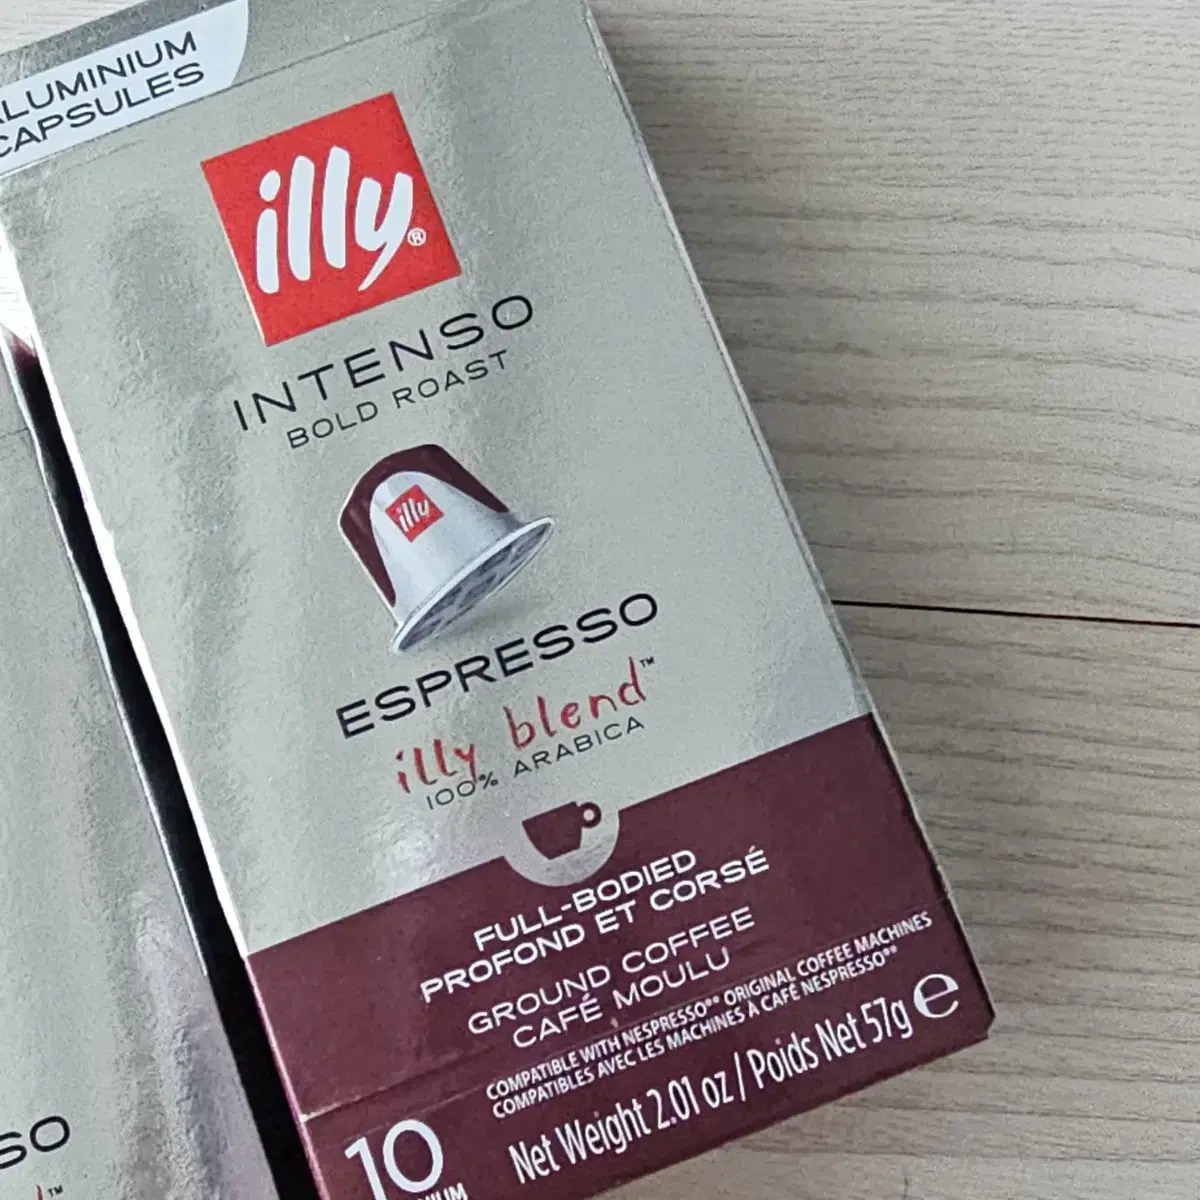 ALUMINIUM
CAPSULES
illy®
INTENSO
BOLD ROAST
illy
ESPRESSO
illy blend™
100% ARABICA
FULL-BODIED
PROFOND ET CORSÉ
GROUND COFFEE
CAFÉ MOULU
COMPATIBLE WITH NESPRESSO®* ORIGINAL COFFEE MACHINES
COMPATIBLES AVEC LES MACHINES À CAFÉ NESPRESSO®*
Net Weight 2.01 oz / Poids Net 57g ℮
10